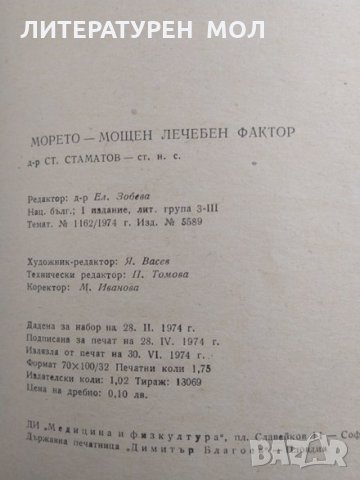 ЛИТЕРАТУРЕН МОЛ
МОРЕТО — МОЩЕН ЛЕЧЕБЕН ФАКТОР
д-р СТ. СТАМАТОВ — ст. н. с.
Редактор: д-р Ел. Зобева
Нац. бълг.; I издание, лит. група 3-III
Темат. № 1162/1974 г. Изд. № 5589
Художник-редактор: Я. Васев
Технически редактор: П. Томова
Коректор: М. Иванова
Дадена за набор на 28. II. 1974 г.
Подписана за печат на 28. IV. 1974 г.
Излязла от печат на 30. VI. 1974 г.
Формат 70×100/32 Печатни коли 1,75
Издателски коли: 1,02 Тираж: 13069
Цена на дребно: 0,10 лв.
ДИ „Медицина и физкултура", пл. Славейков Соф
Държавна печатница „Димитър Благоев" Пловдив
bazar